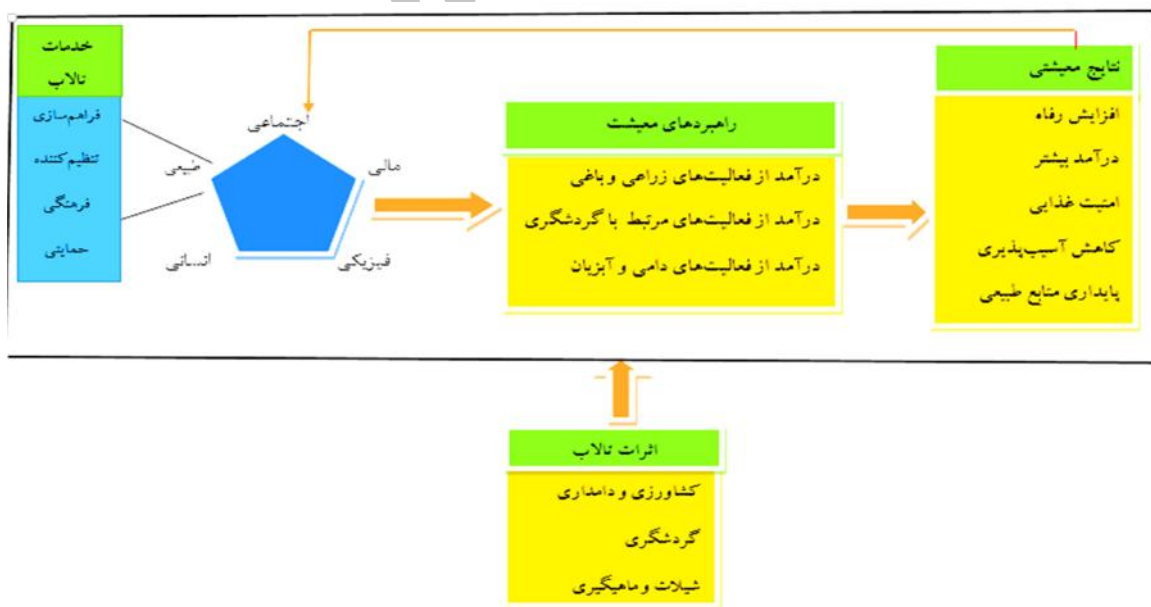 خدمات
تالاب
فراهم‌سازی
تنظیم‌کننده
فرهنگی
حمایتی
اجتماعی
طبیعی
مالی
انسانی
فیزیکی
راهبردهای معیشت
درآمد از فعالیت‌های زراعی و باغی
درآمد از فعالیت‌های مرتبط با گردشگری
درآمد از فعالیت‌های دامی و آبزیان
نتایج معیشتی
افزایش رفاه
درآمد بیشتر
امنیت غذایی
کاهش آسیب‌پذیری
پایداری منابع طبیعی
اثرات تالاب
کشاورزی و دامداری
گردشگری
شیلات و ماهیگیری